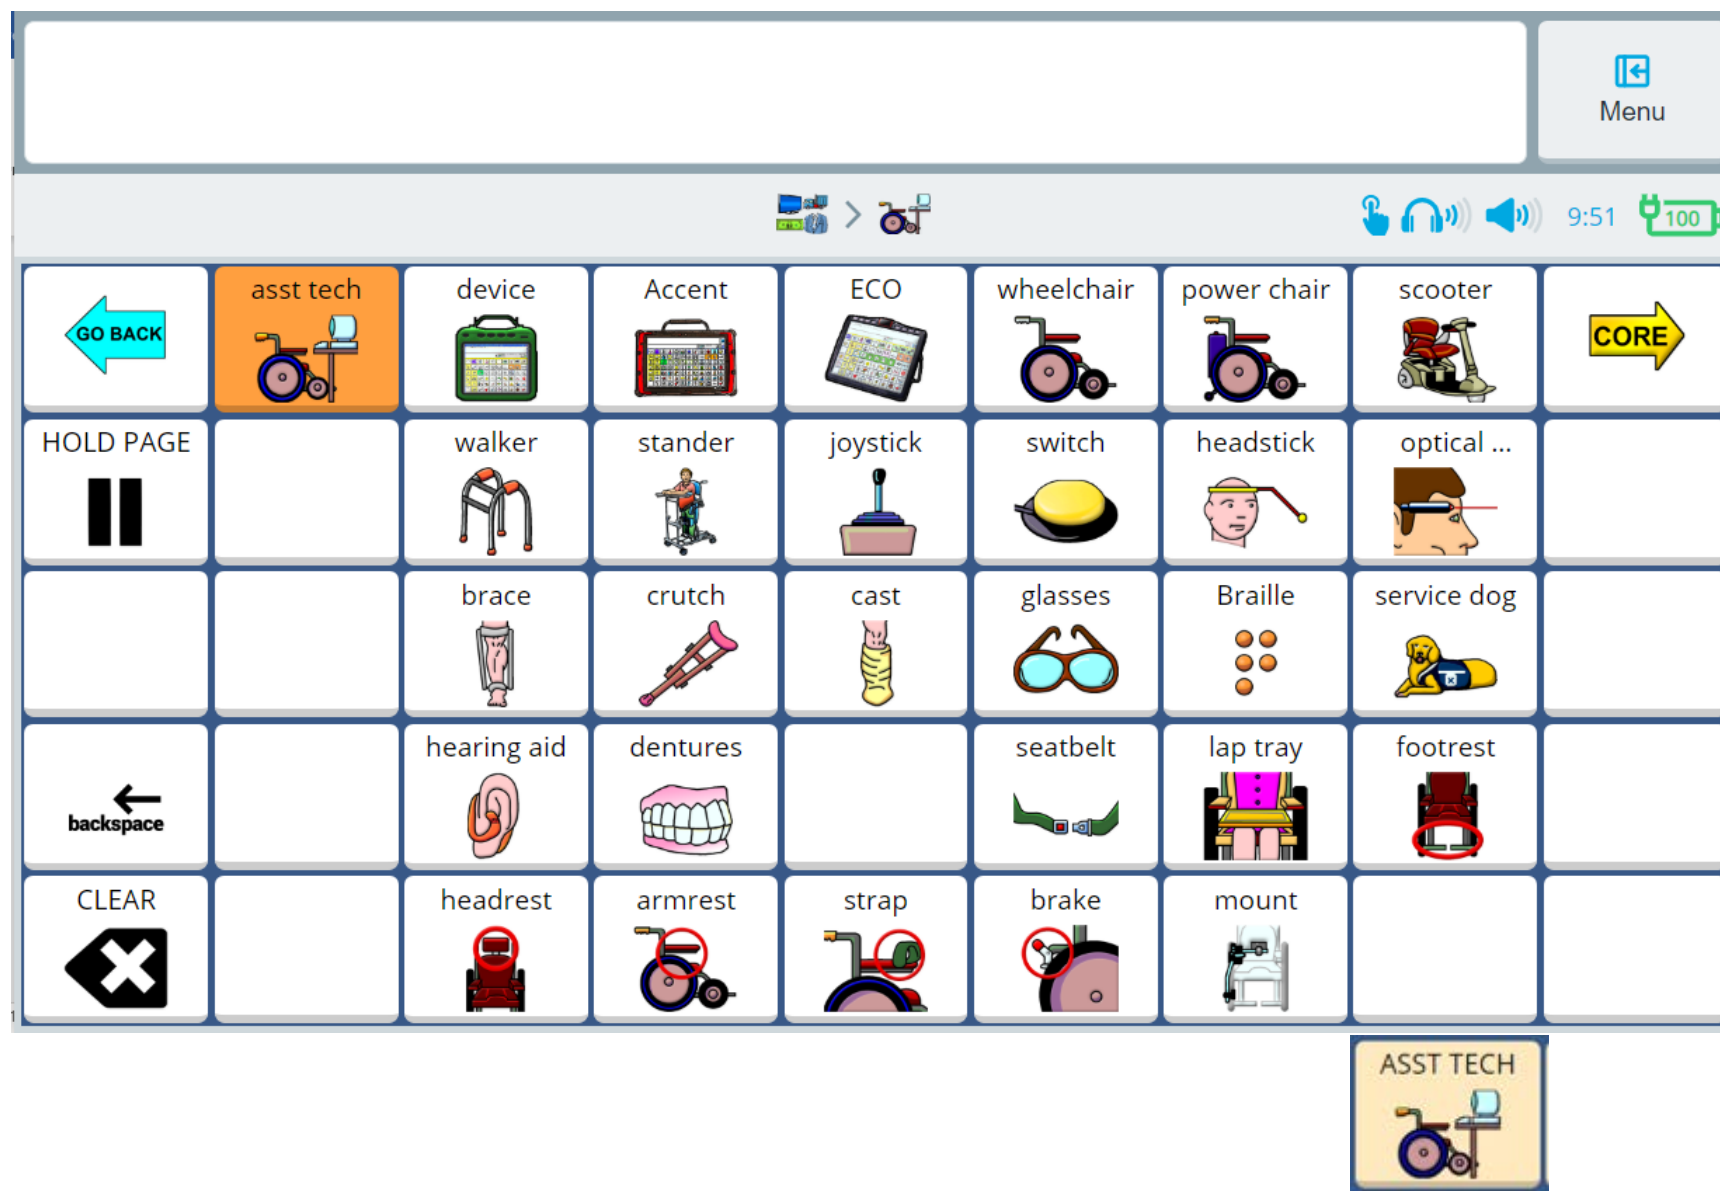 Menu
9:51
100
GO BACK
asst tech
device
Accent
ECO
wheelchair
power chair
scooter
CORE
HOLD PAGE
walker
stander
joystick
switch
headstick
optical ...
brace
crutch
cast
glasses
Braille
service dog
backspace
hearing aid
dentures
seatbelt
lap tray
footrest
CLEAR
headrest
armrest
strap
brake
mount
ASST TECH